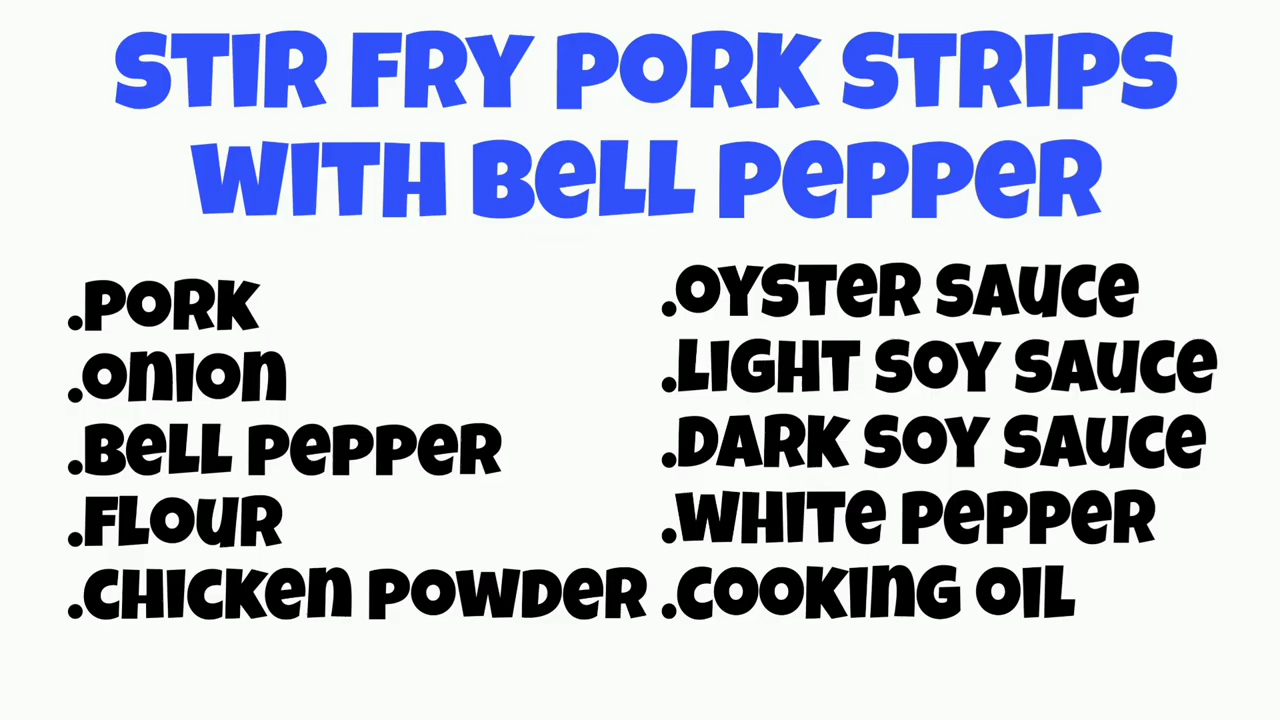 STIR FRY PORK STRIPS
WITH BELL PEPPER
.PORK
.ONION
.BELL PEPPER
.FLOUR
.CHICKEN POWDER
.OYSTER SAUCE
.LIGHT SOY SAUCE
.DARK SOY SAUCE
.WHITE PEPPER
.COOKING OIL